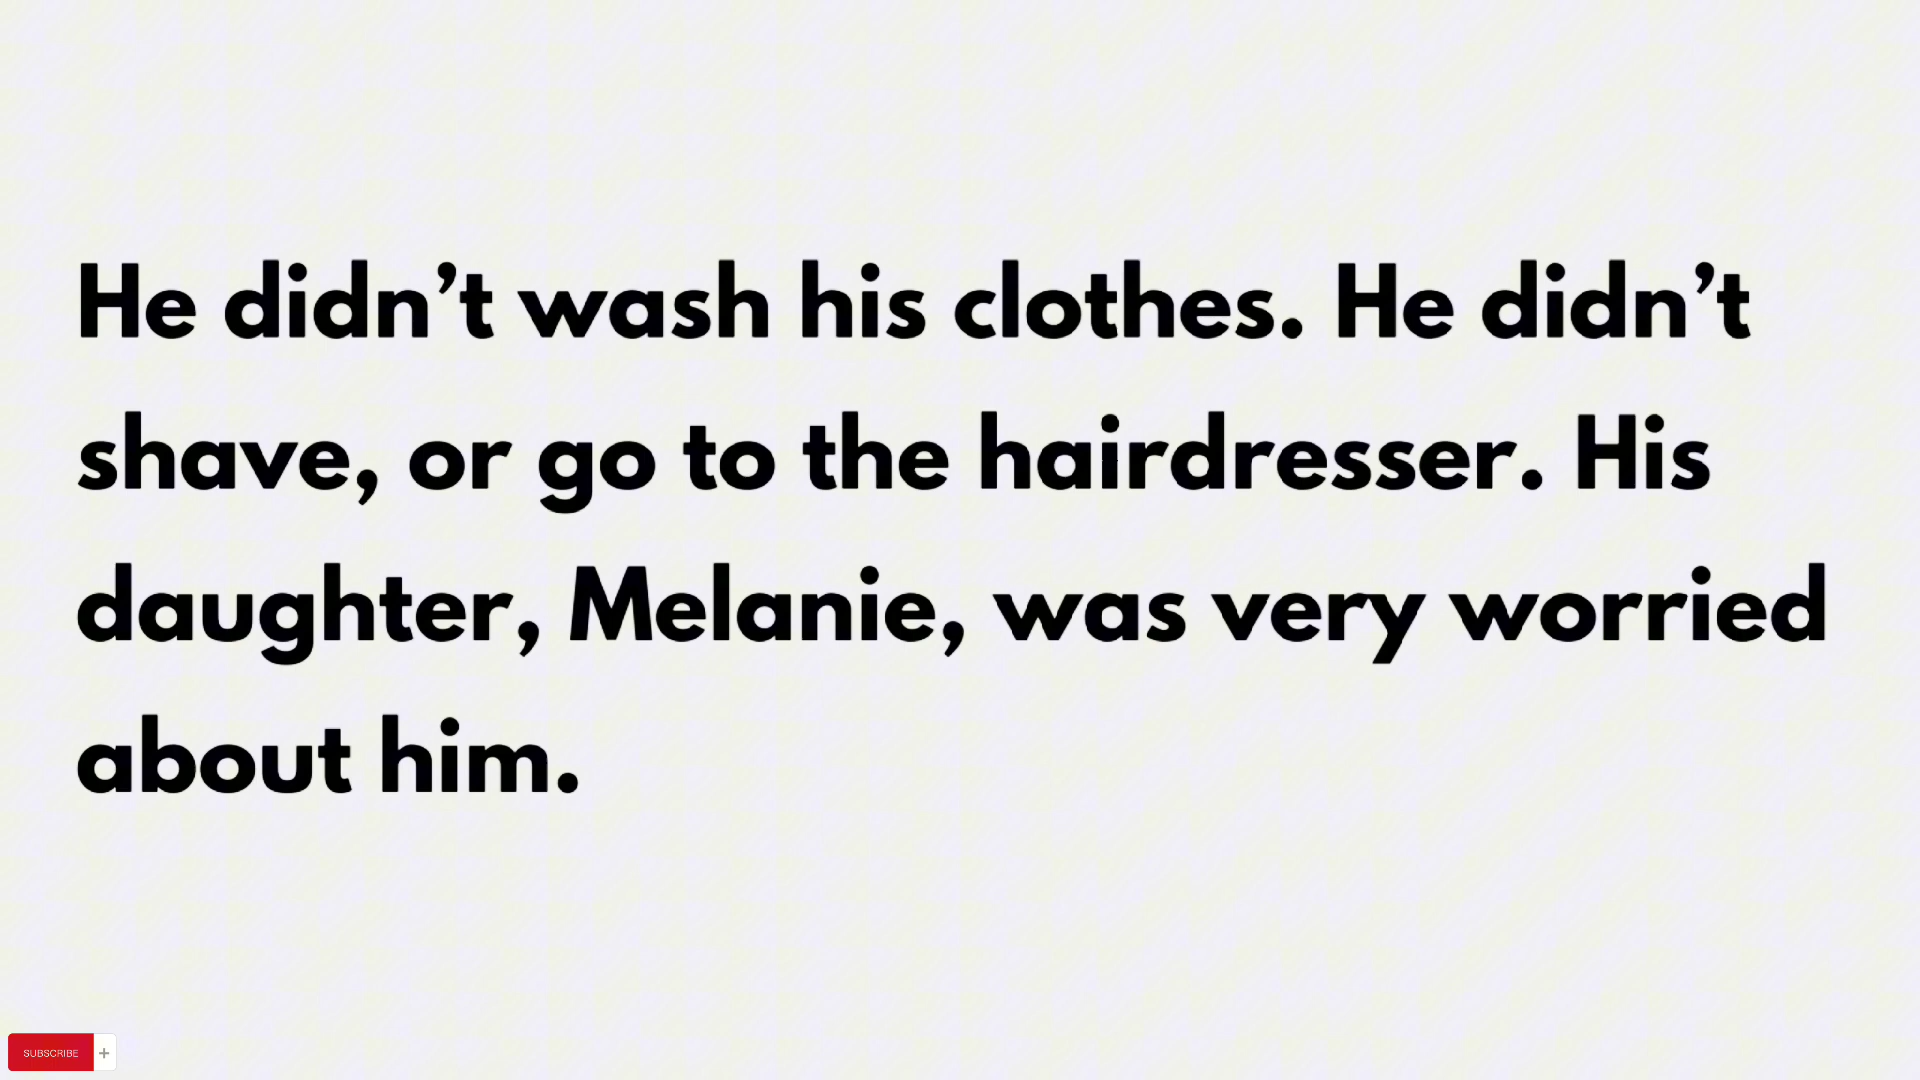 He didn’t wash his clothes. He didn’t
shave, or go to the hairdresser. His
daughter, Melanie, was very worried
about him.
SUBSCRIBE +